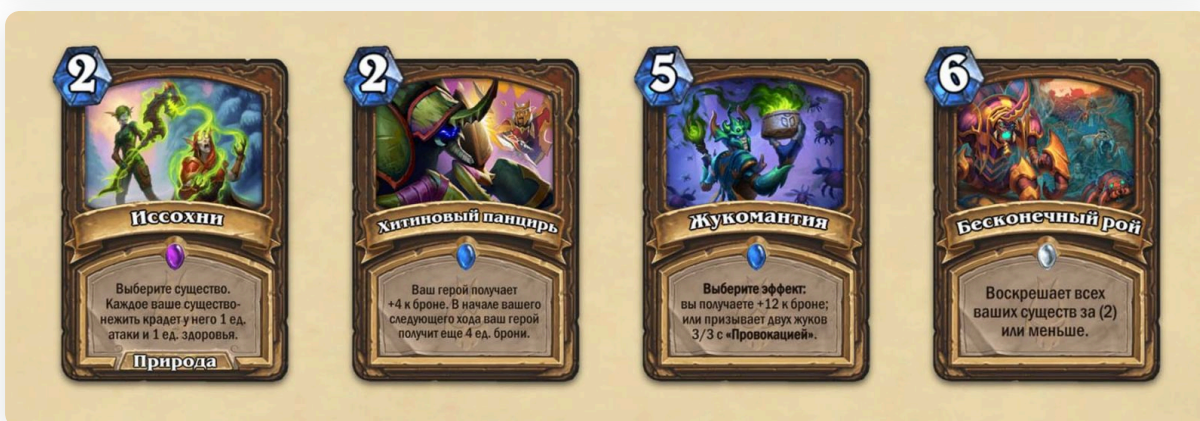 2
Иссохни
Выберите существо.
Каждое ваше существо-
нежить крадет у него 1 ед.
атаки и 1 ед. здоровья.
Природа
2
Хитиновый панцирь
Ваш герой получает
+4 к броне. В начале вашего
следующего хода ваш герой
получит еще 4 ед. брони.
5
Жукомантия
Выберите эффект:
вы получаете +12 к броне;
или призывает двух жуков
3/3 с «Провокацией».
6
Бесконечный рой
Воскрешает всех
ваших существ за (2)
или меньше.